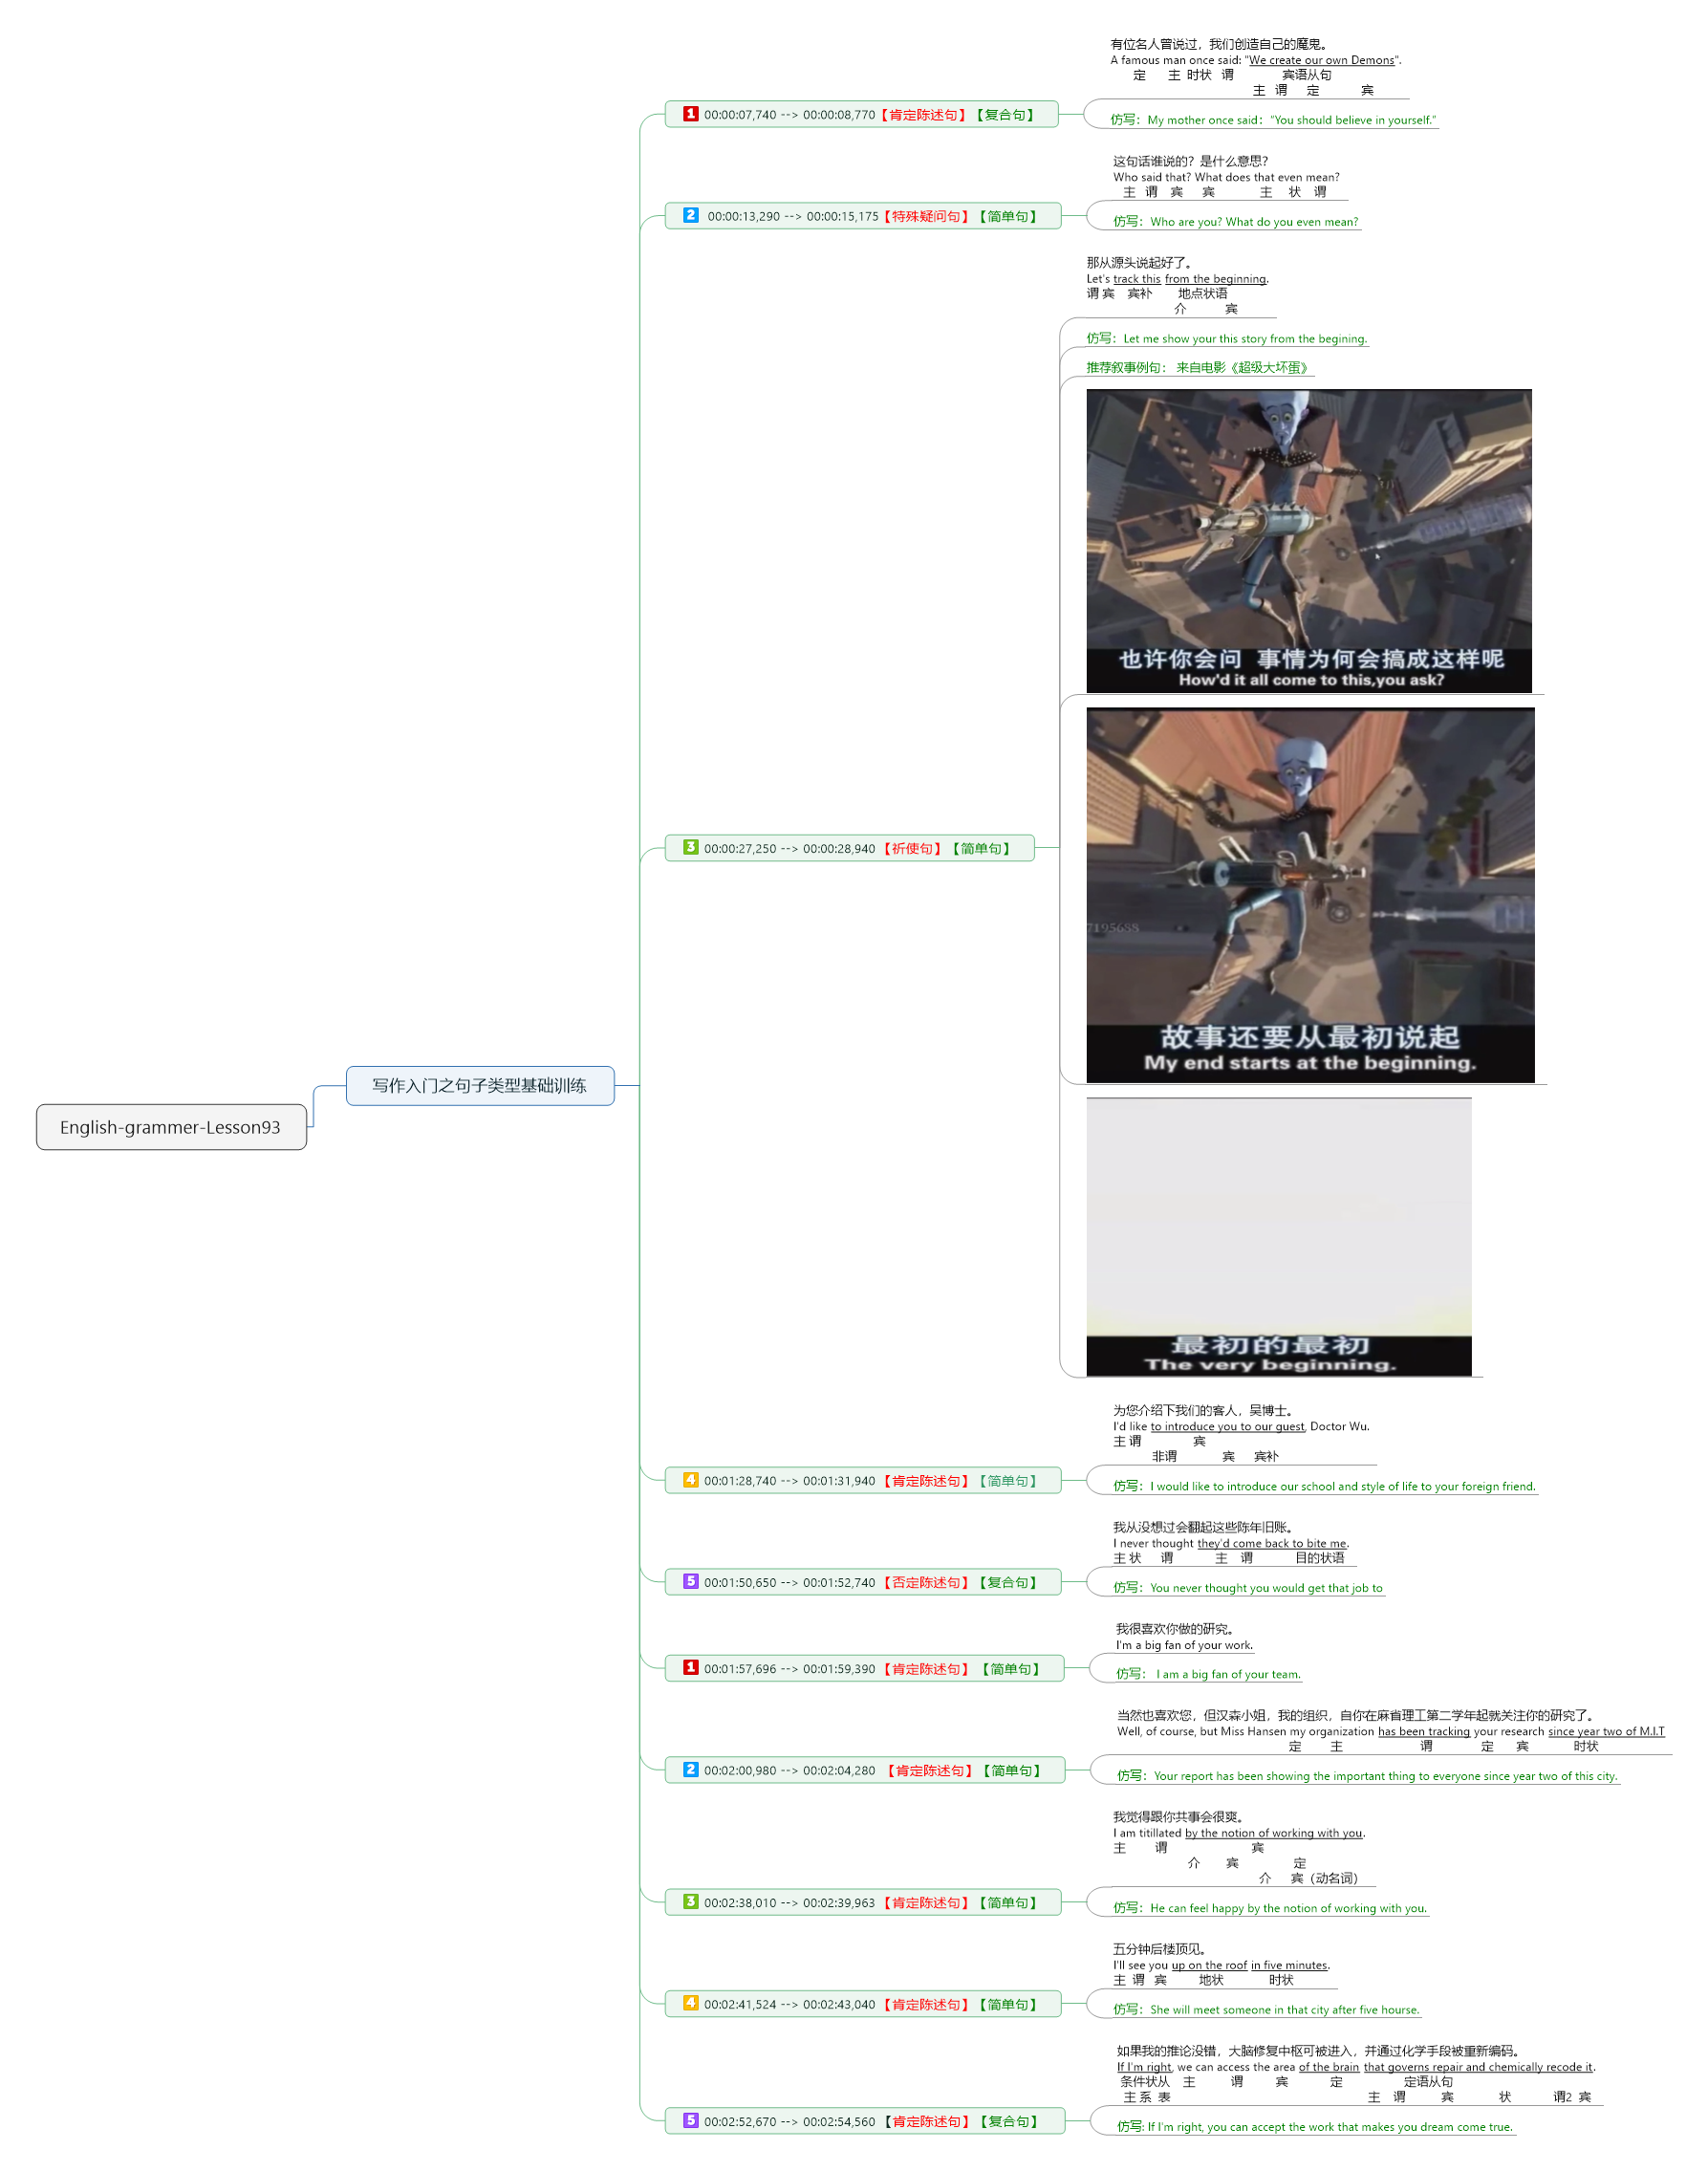 English-grammer-Lesson93
写作入门之句子类型基础训练
1 00:00:07,740 --> 00:00:08,770【肯定陈述句】【复合句】
有位名人曾说过，我们创造自己的魔鬼。
A famous man once said: "We create our own Demons".
定 主 时状 谓 宾语从句
主 谓 定 宾
仿写：My mother once said："You should believe in yourself."
2 00:00:13,290 --> 00:00:15,175【特殊疑问句】【简单句】
这句话谁说的？是什么意思？
Who said that? What does that even mean?
主 谓 宾 宾 主 状 谓
仿写：Who are you? What do you even mean?
3 00:00:27,250 --> 00:00:28,940【祈使句】【简单句】
那从源头说起好了。
Let's track this from the beginning.
谓 宾 宾补 地点状语
介 宾
仿写：Let me show your this story from the begining.
推荐叙事例句： 来自电影《超级大坏蛋》
也许你会问 事情为何会搞成这样呢
How'd it all come to this,you ask?
7195688
故事还要从最初说起
My end starts at the beginning.
最初的最初
The very beginning.
4 00:01:28,740 --> 00:01:31,940【肯定陈述句】【简单句】
为您介绍下我们的客人，吴博士。
I'd like to introduce you to our guest, Doctor Wu.
主 谓 宾
非谓 宾 宾补
仿写：I would like to introduce our school and style of life to your foreign friend.
5 00:01:50,650 --> 00:01:52,740【否定陈述句】【复合句】
我从没想过会翻起这些陈年旧账。
I never thought they'd come back to bite me.
主 状 谓 主 谓 目的状语
仿写：You never thought you would get that job to
1 00:01:57,696 --> 00:01:59,390【肯定陈述句】【简单句】
我很喜欢你做的研究。
I'm a big fan of your work.
仿写： I am a big fan of your team.
2 00:02:00,980 --> 00:02:04,280 【肯定陈述句】【简单句】
当然也喜欢您，但汉森小姐，我的组织，自你在麻省理工第二学年起就关注你的研究了。
Well, of course, but Miss Hansen my organization has been tracking your research since year two of M.I.T
定 主 谓 定 宾 时状
仿写：Your report has been showing the important thing to everyone since year two of this city.
3 00:02:38,010 --> 00:02:39,963【肯定陈述句】【简单句】
我觉得跟你共事会很爽。
I am titillated by the notion of working with you.
主 谓 宾
介 宾 定
介 宾（动名词）
仿写：He can feel happy by the notion of working with you.
4 00:02:41,524 --> 00:02:43,040【肯定陈述句】【简单句】
五分钟后楼顶见。
I'll see you up on the roof in five minutes.
主 谓 宾 地状 时状
仿写：She will meet someone in that city after five hourse.
5 00:02:52,670 --> 00:02:54,560【肯定陈述句】【复合句】
如果我的推论没错，大脑修复中枢可被进入，并通过化学手段被重新编码。
If I'm right, we can access the area of the brain that governs repair and chemically recode it.
条件状从 主 谓 宾 定 定语从句
主 系 表 主 谓 宾 状 谓2 宾
仿写: If I'm right, you can accept the work that makes you dream come true.